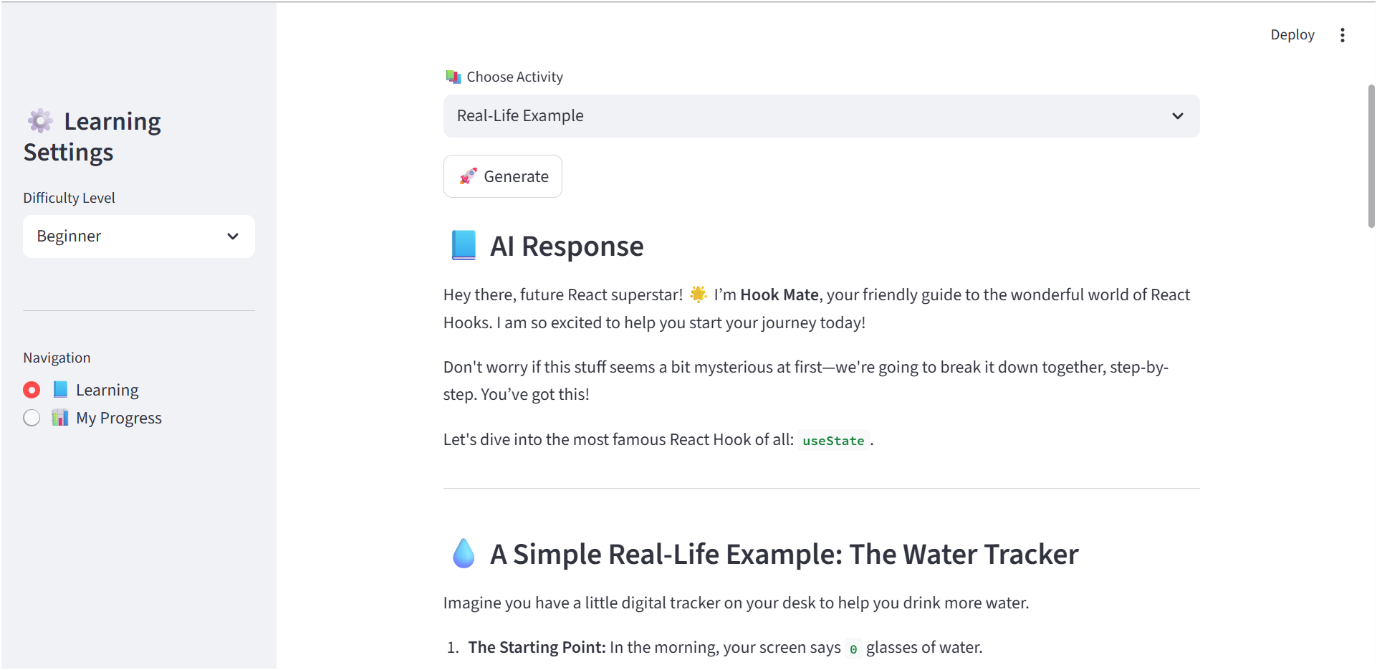 Deploy
Learning
Settings
Difficulty Level
Beginner
Navigation
Learning
My Progress
Choose Activity
Real-Life Example
Generate
AI Response
Hey there, future React superstar! 🌟 I’m Hook Mate, your friendly guide to the wonderful world of React
Hooks. I am so excited to help you start your journey today!
Don't worry if this stuff seems a bit mysterious at first—we're going to break it down together, step-by-
step. You’ve got this!
Let's dive into the most famous React Hook of all: useState .
A Simple Real-Life Example: The Water Tracker
Imagine you have a little digital tracker on your desk to help you drink more water.
1. The Starting Point: In the morning, your screen says 0 glasses of water.